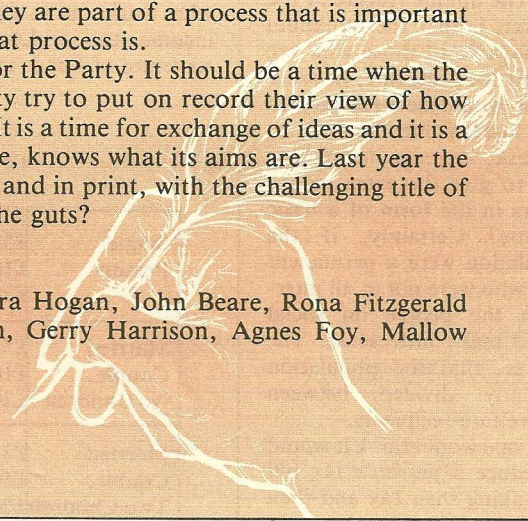 ey are part of a process that is important
at process is.
or the Party. It should be a time when the
ty try to put on record their view of how
It is a time for exchange of ideas and it is a
e, knows what its aims are. Last year the
and in print, with the challenging title of
he guts?
ra Hogan, John Beare, Rona Fitzgerald
n, Gerry Harrison, Agnes Foy, Mallow